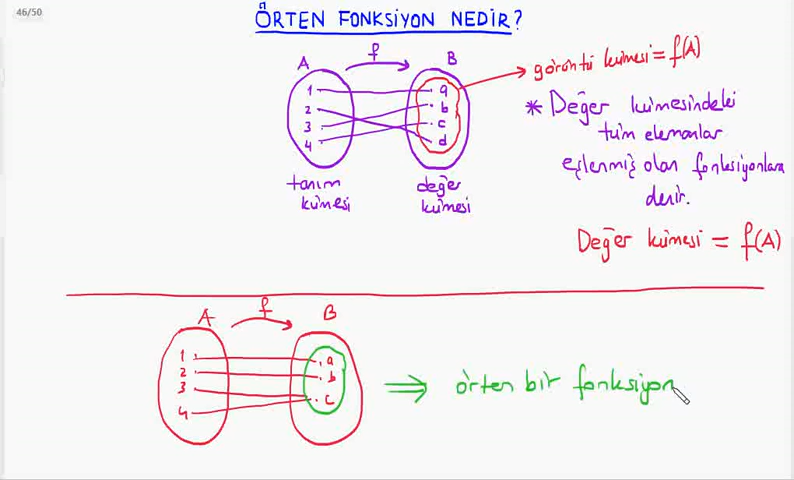 46/50
ÖRTEN FONKSİYON NEDİR?
A f B
1 a
2 b
3 c
4 d
tanım kümesi
değer kümesi
görüntü kümesi = f(A)
* Değer kümesindeki
tüm elemanlar
eşlenmiş olan fonksiyonlara
denir.
Değer kümesi = f(A)
A f B
1 a
2 b
3 c
4
⇒ örten bir fonksiyon